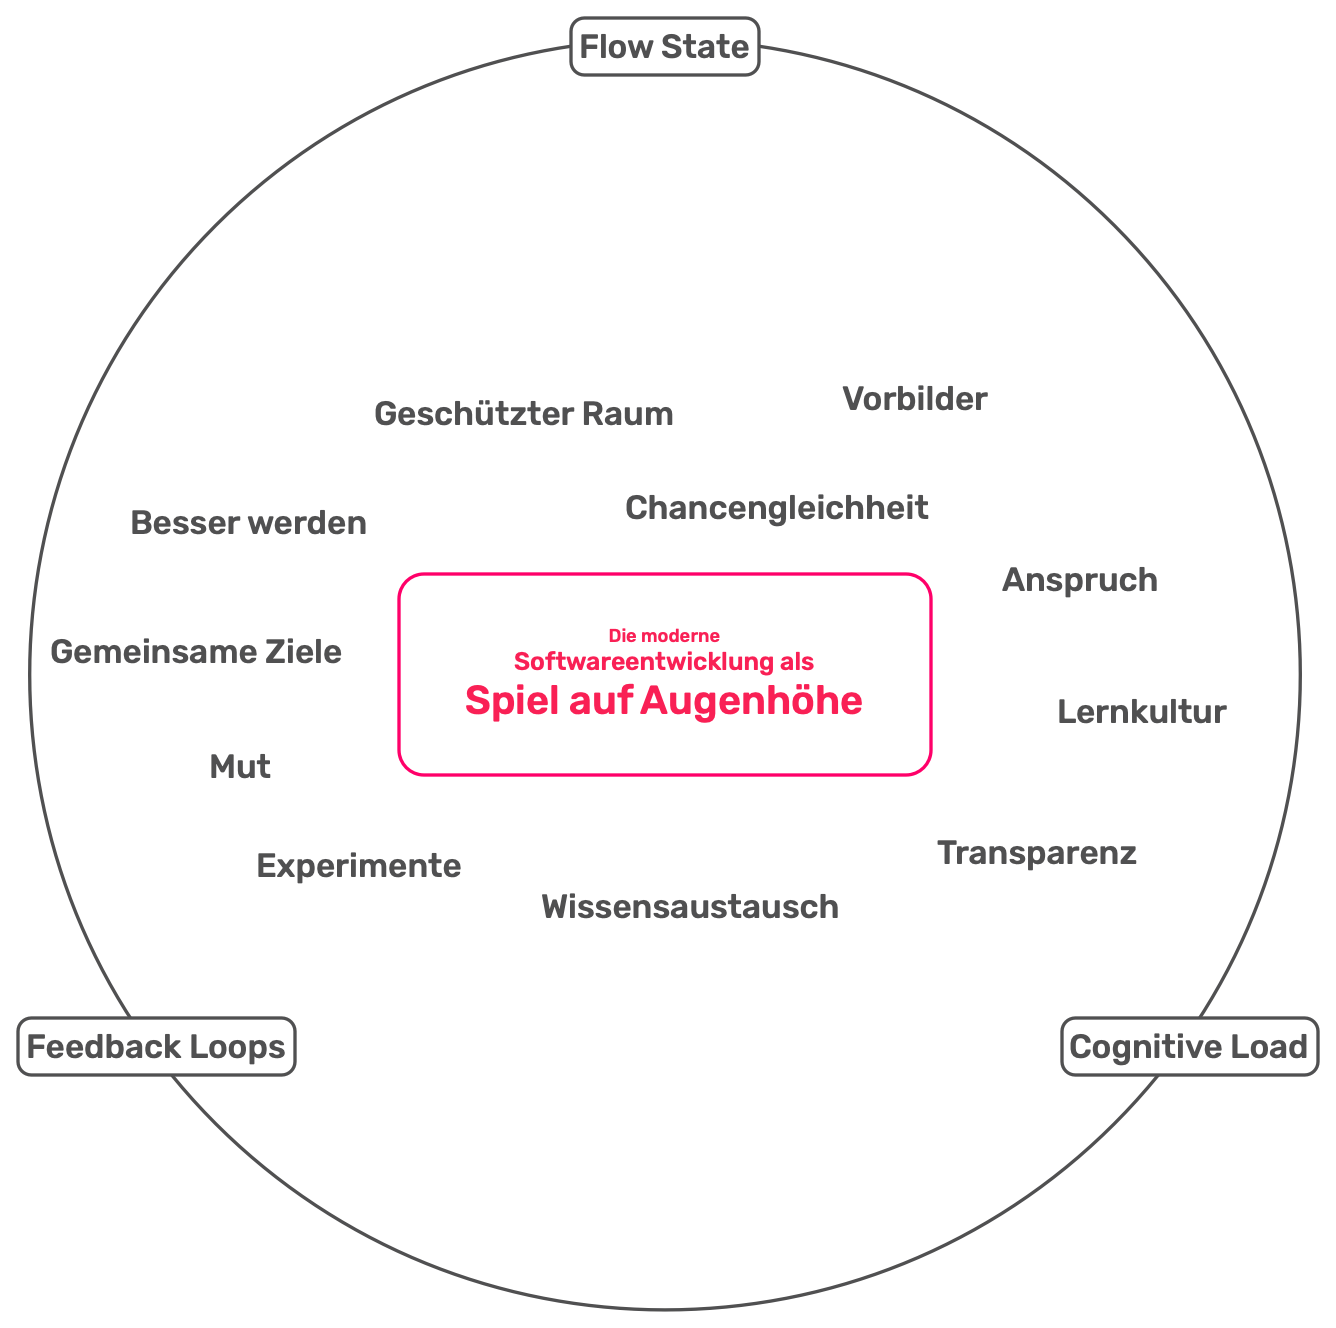 Flow State
Vorbilder
Geschützter Raum
Chancengleichheit
Besser werden
Anspruch
Die moderne
Softwareentwicklung als
Spiel auf Augenhöhe
Gemeinsame Ziele
Lernkultur
Mut
Transparenz
Experimente
Wissensaustausch
Feedback Loops
Cognitive Load